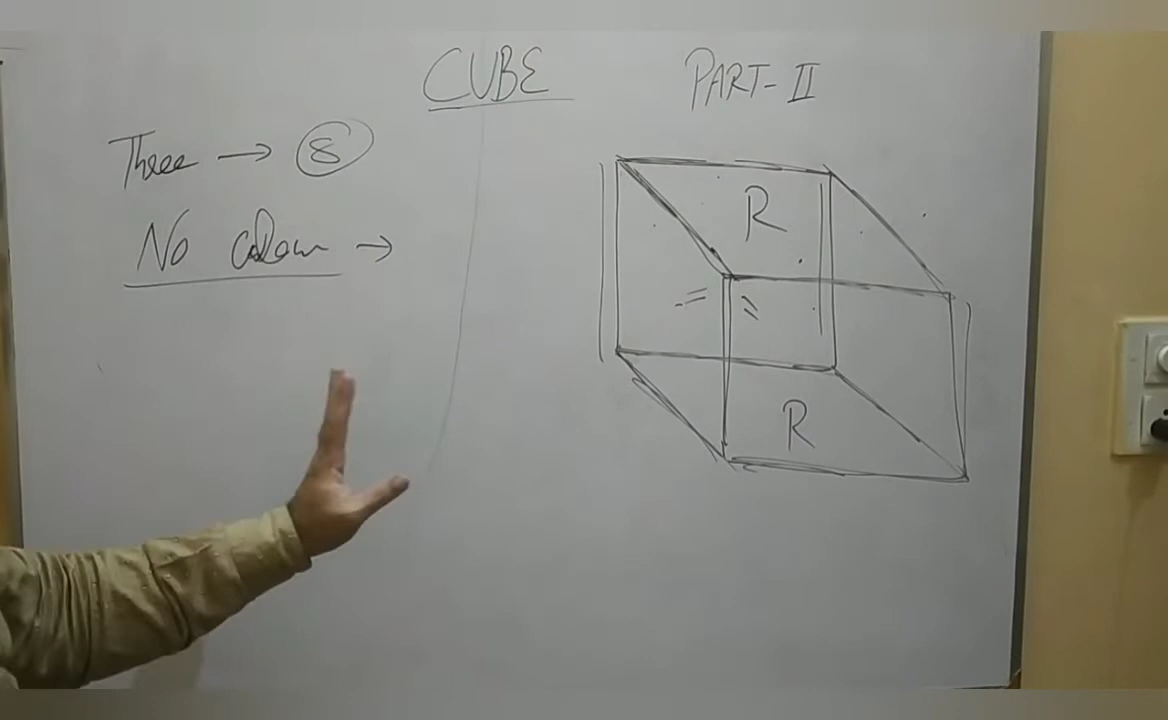 CUBE PART-II
Three → 8
No colour →
R
R